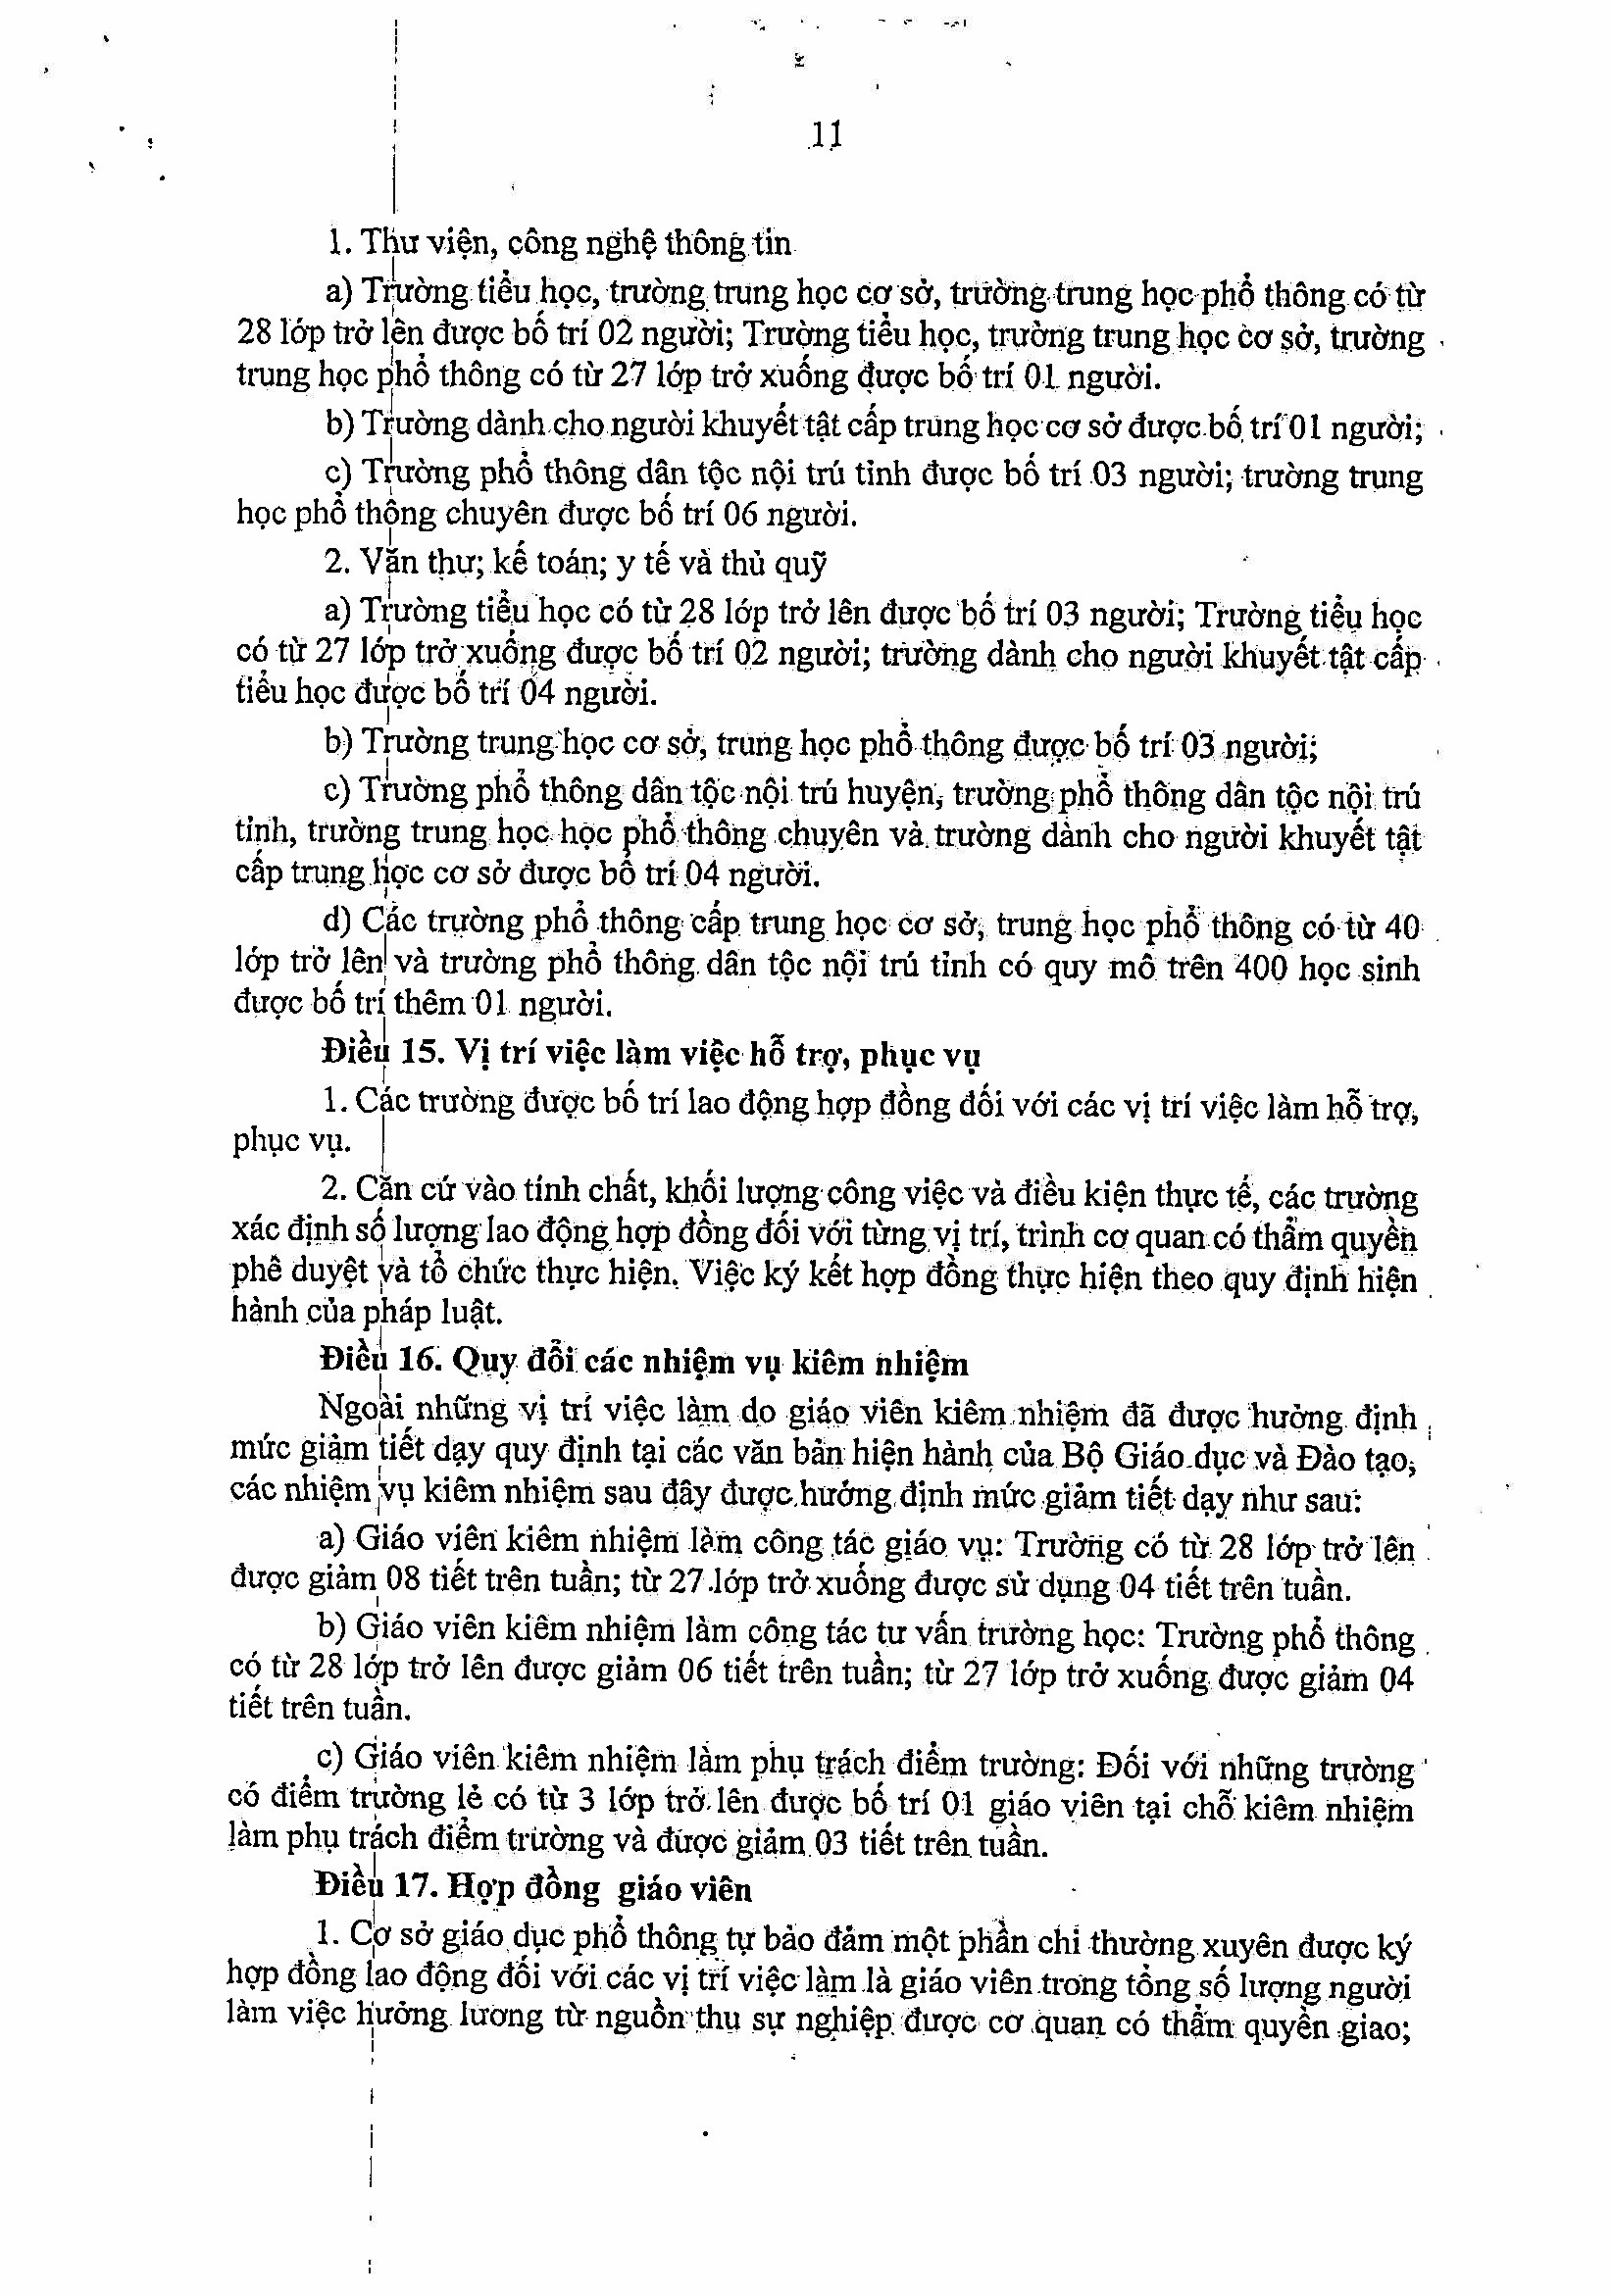 11
1. Thư viện, công nghệ thông tin
a) Trường tiểu học, trường trung học cơ sở, trường trung học phổ thông có từ
28 lớp trở lên được bố trí 02 người; Trường tiểu học, trường trung học cơ sở, trường
trung học phổ thông có từ 27 lớp trở xuống được bố trí 01 người.
b) Trường dành cho người khuyết tật cấp trung học cơ sở được bố trí 01 người;
c) Trường phổ thông dân tộc nội trú tỉnh được bố trí 03 người; trường trung
học phổ thông chuyên được bố trí 06 người.
2. Văn thư; kế toán; y tế và thủ quỹ
a) Trường tiểu học có từ 28 lớp trở lên được bố trí 03 người; Trường tiểu học
có từ 27 lớp trở xuống được bố trí 02 người; trường dành cho người khuyết tật cấp
tiểu học được bố trí 04 người.
b) Trường trung học cơ sở, trung học phổ thông được bố trí 03 người;
c) Trường phổ thông dân tộc nội trú huyện, trường phổ thông dân tộc nội trú
tỉnh, trường trung học học phổ thông chuyên và trường dành cho người khuyết tật
cấp trung học cơ sở được bố trí 04 người.
d) Các trường phổ thông cấp trung học cơ sở, trung học phổ thông có từ 40
lớp trở lên và trường phổ thông dân tộc nội trú tỉnh có quy mô trên 400 học sinh
được bố trí thêm 01 người.
Điều 15. Vị trí việc làm việc hỗ trợ, phục vụ
1. Các trường được bố trí lao động hợp đồng đối với các vị trí việc làm hỗ trợ,
phục vụ.
2. Căn cứ vào tính chất, khối lượng công việc và điều kiện thực tế, các trường
xác định số lượng lao động hợp đồng đối với từng vị trí, trình cơ quan có thẩm quyền
phê duyệt và tổ chức thực hiện. Việc ký kết hợp đồng thực hiện theo quy định hiện
hành của pháp luật.
Điều 16. Quy đổi các nhiệm vụ kiêm nhiệm
Ngoài những vị trí việc làm do giáo viên kiêm nhiệm đã được hưởng định
mức giảm tiết dạy quy định tại các văn bản hiện hành của Bộ Giáo dục và Đào tạo,
các nhiệm vụ kiêm nhiệm sau đây được hưởng định mức giảm tiết dạy như sau:
a) Giáo viên kiêm nhiệm làm công tác giáo vụ: Trường có từ 28 lớp trở lên
được giảm 08 tiết trên tuần; từ 27 lớp trở xuống được sử dụng 04 tiết trên tuần.
b) Giáo viên kiêm nhiệm làm công tác tư vấn trường học: Trường phổ thông
có từ 28 lớp trở lên được giảm 06 tiết trên tuần; từ 27 lớp trở xuống được giảm 04
tiết trên tuần.
c) Giáo viên kiêm nhiệm làm phụ trách điểm trường: Đối với những trường
có điểm trường lẻ có từ 3 lớp trở lên được bố trí 01 giáo viên tại chỗ kiêm nhiệm
làm phụ trách điểm trường và được giảm 03 tiết trên tuần.
Điều 17. Hợp đồng giáo viên
1. Cơ sở giáo dục phổ thông tự bảo đảm một phần chi thường xuyên được ký
hợp đồng lao động đối với các vị trí việc làm là giáo viên trong tổng số lượng người
làm việc hưởng lương từ nguồn thu sự nghiệp được cơ quan có thẩm quyền giao;